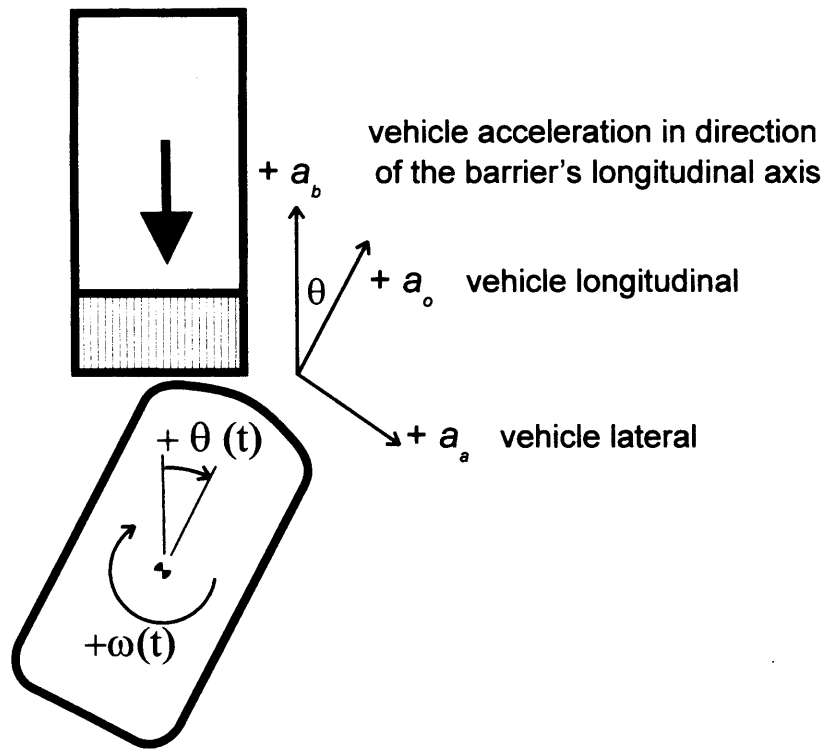 vehicle acceleration in direction
+ a_b of the barrier's longitudinal axis
θ + a_o vehicle longitudinal
+ a_a vehicle lateral
+ θ (t)
+ω(t)